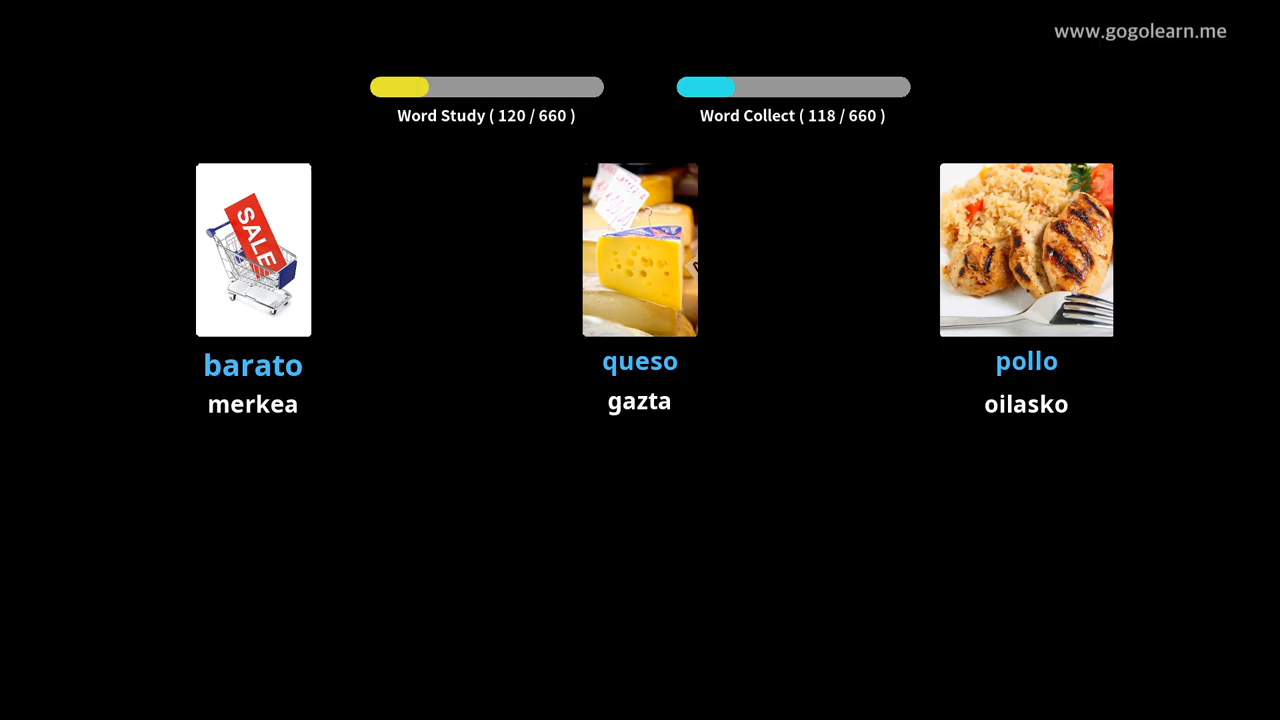 www.gogolearn.me
Word Study ( 120 / 660 )
Word Collect ( 118 / 660 )
SALE
barato
merkea
queso
gazta
pollo
oilasko